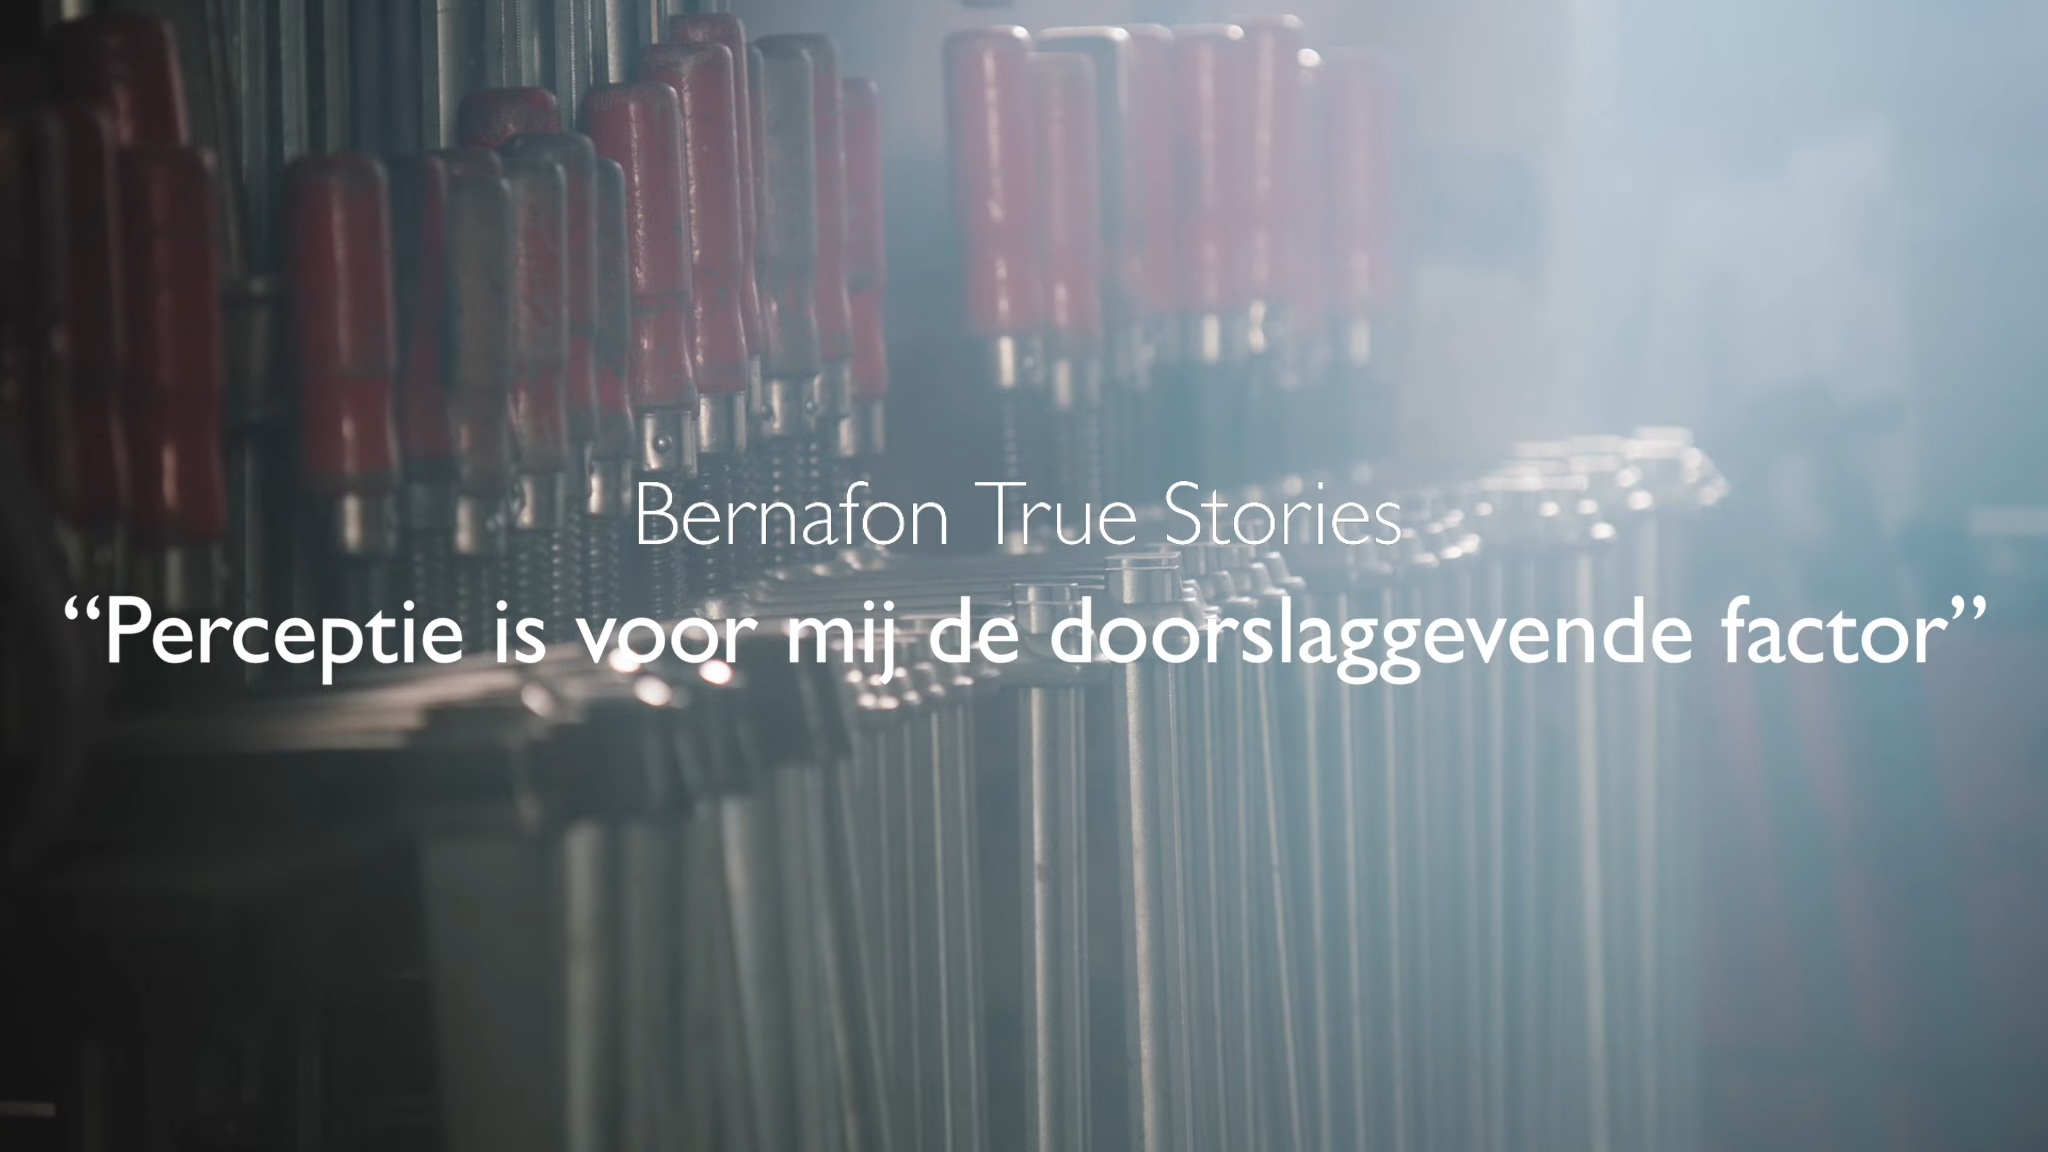 Bernafon True Stories
“Perceptie is voor mij de doorslaggevende factor”